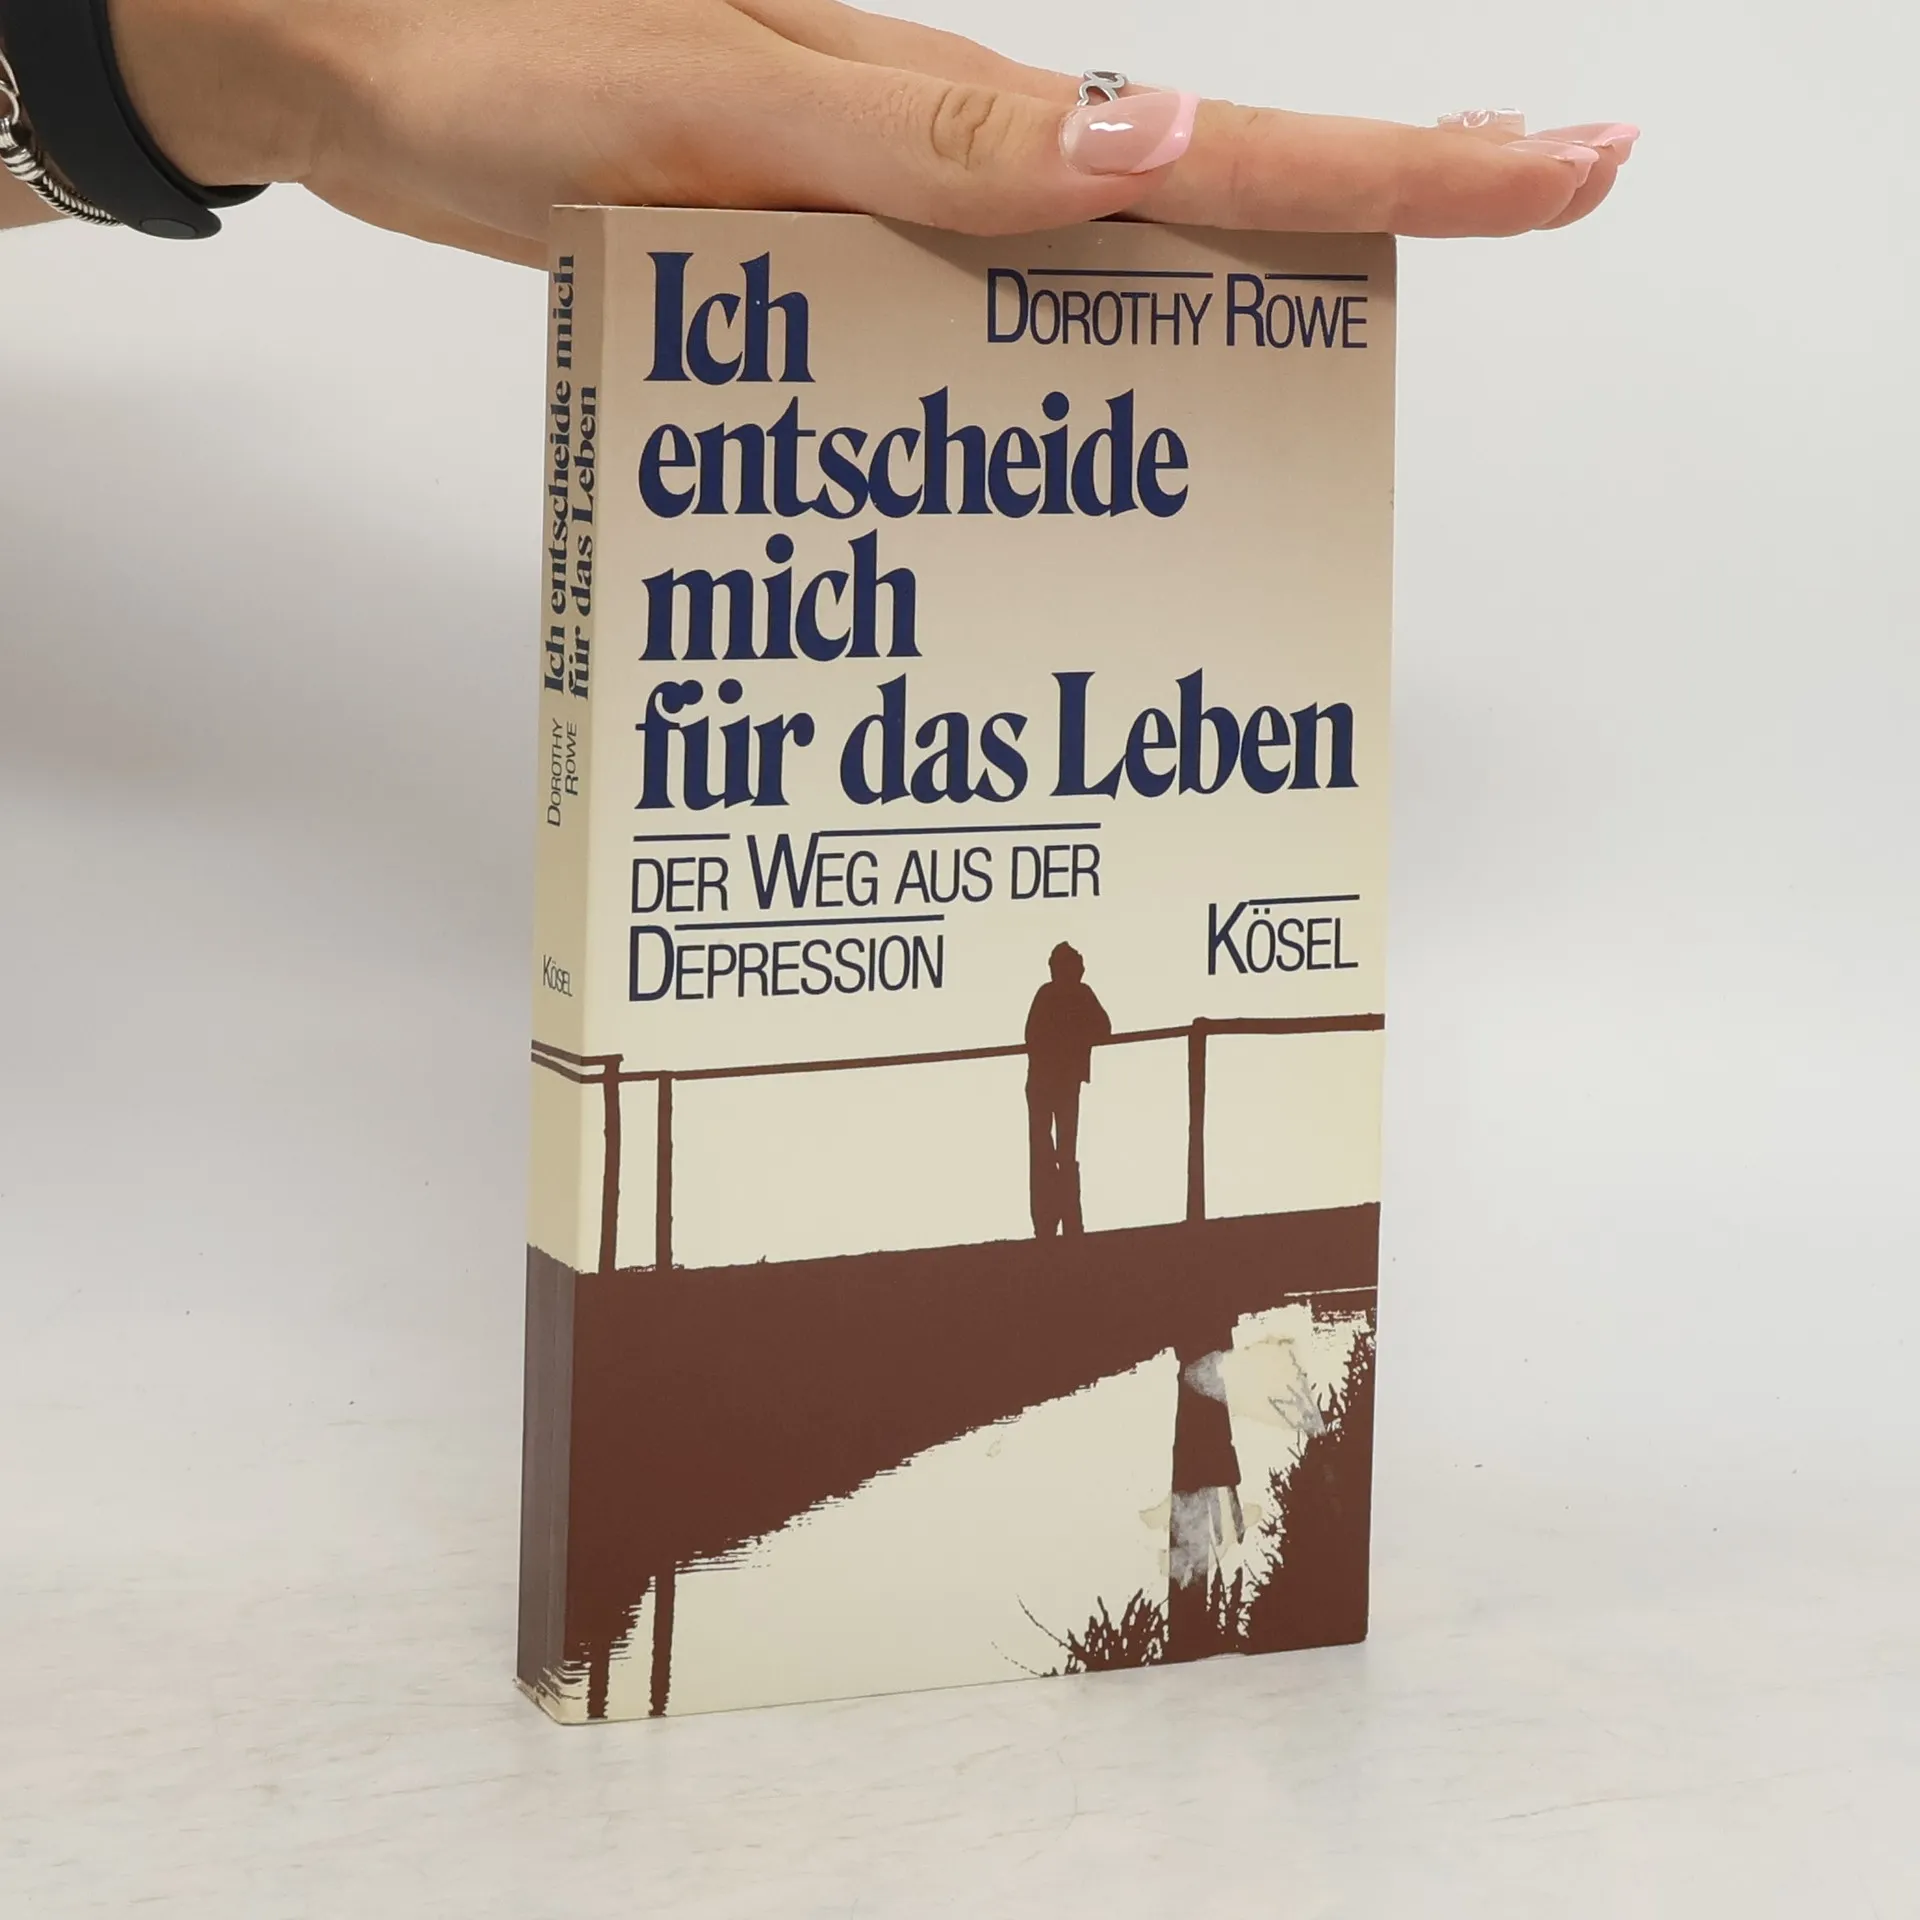 Ich
DOROTHY ROWE
entscheide
mich
für das Leben
DER WEG AUS DER
DEPRESSION
KÖSEL
Ich entscheide mich
für das Leben
DOROTHY
ROWE
KÖSEL